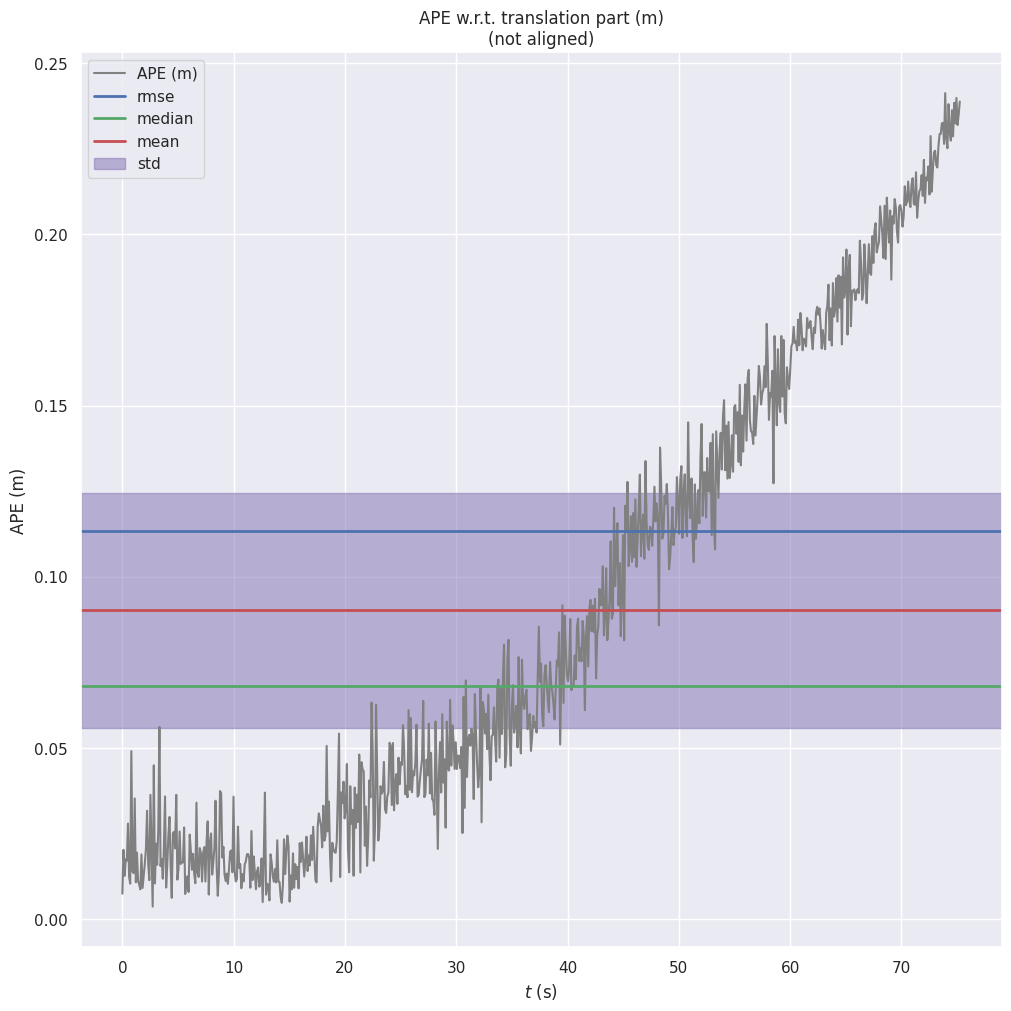 APE w.r.t. translation part (m)
(not aligned)
APE (m)
rmse
median
mean
std
0.25
0.20
0.15
0.10
0.05
0.00
APE (m)
0 10 20 30 40 50 60 70
t (s)